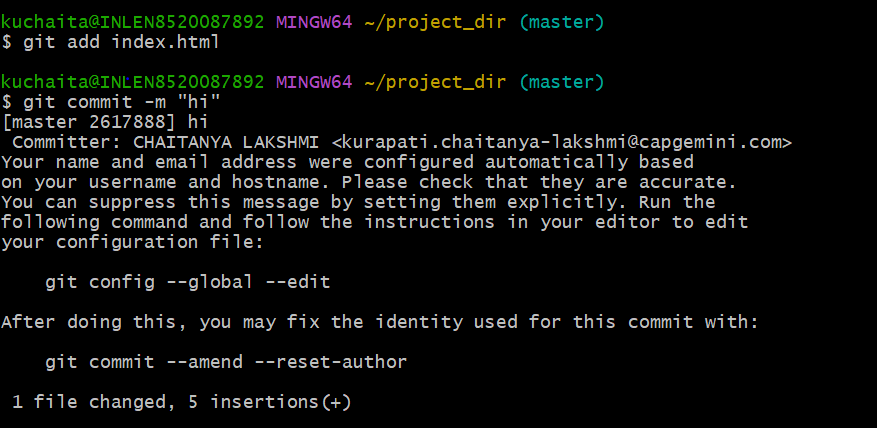 kuchaita@INLEN8520087892 MINGW64 ~/project_dir (master)
$ git add index.html
kuchaita@INLEN8520087892 MINGW64 ~/project_dir (master)
$ git commit -m "hi"
[master 2617888] hi
Committer: CHAITANYA LAKSHMI <kurapati.chaitanya-lakshmi@capgemini.com>
Your name and email address were configured automatically based
on your username and hostname. Please check that they are accurate.
You can suppress this message by setting them explicitly. Run the
following command and follow the instructions in your editor to edit
your configuration file:
git config --global --edit
After doing this, you may fix the identity used for this commit with:
git commit --amend --reset-author
1 file changed, 5 insertions(+)